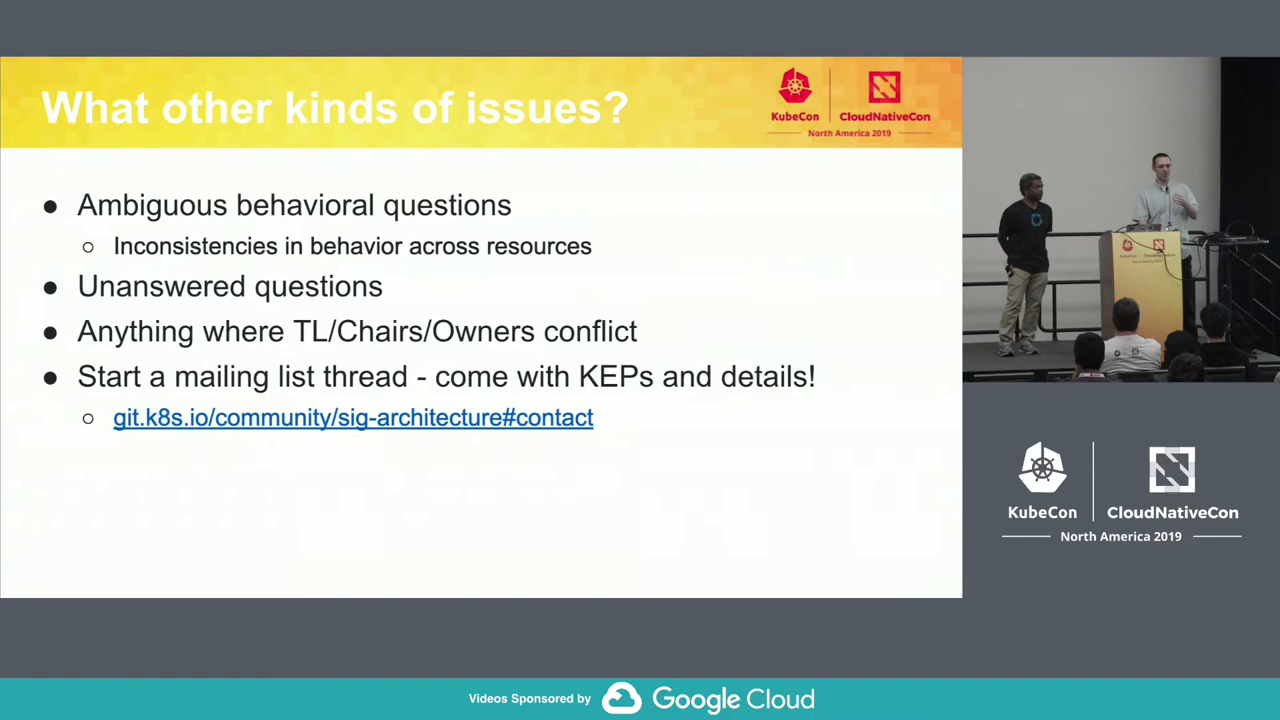 What other kinds of issues?
KubeCon
CloudNativeCon
North America 2019
● Ambiguous behavioral questions
○ Inconsistencies in behavior across resources
● Unanswered questions
● Anything where TL/Chairs/Owners conflict
● Start a mailing list thread - come with KEPs and details!
○ git.k8s.io/community/sig-architecture#contact
KubeCon
CloudNativeCon
North America 2019
Videos Sponsored by Google Cloud